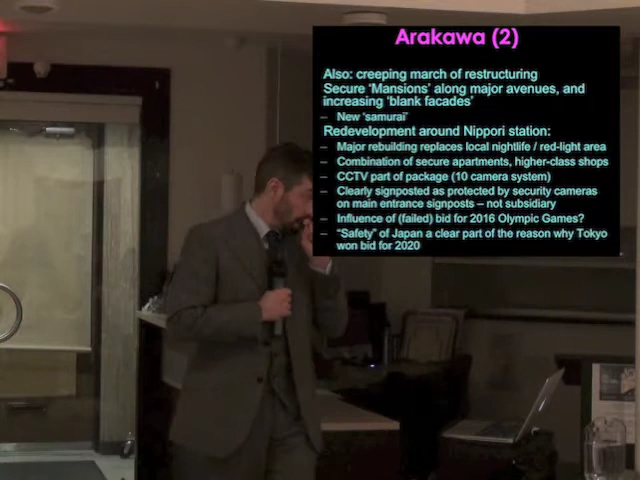 Arakawa (2)
Also: creeping march of restructuring
Secure 'Mansions' along major avenues, and
increasing 'blank facades'
– New 'samurai'
Redevelopment around Nippori station:
– Major rebuilding replaces local nightlife / red-light area
– Combination of secure apartments, higher-class shops
– CCTV part of package (10 camera system)
– Clearly signposted as protected by security cameras
on main entrance signposts – not subsidiary
– Influence of (failed) bid for 2016 Olympic Games?
– "Safety" of Japan a clear part of the reason why Tokyo
won bid for 2020